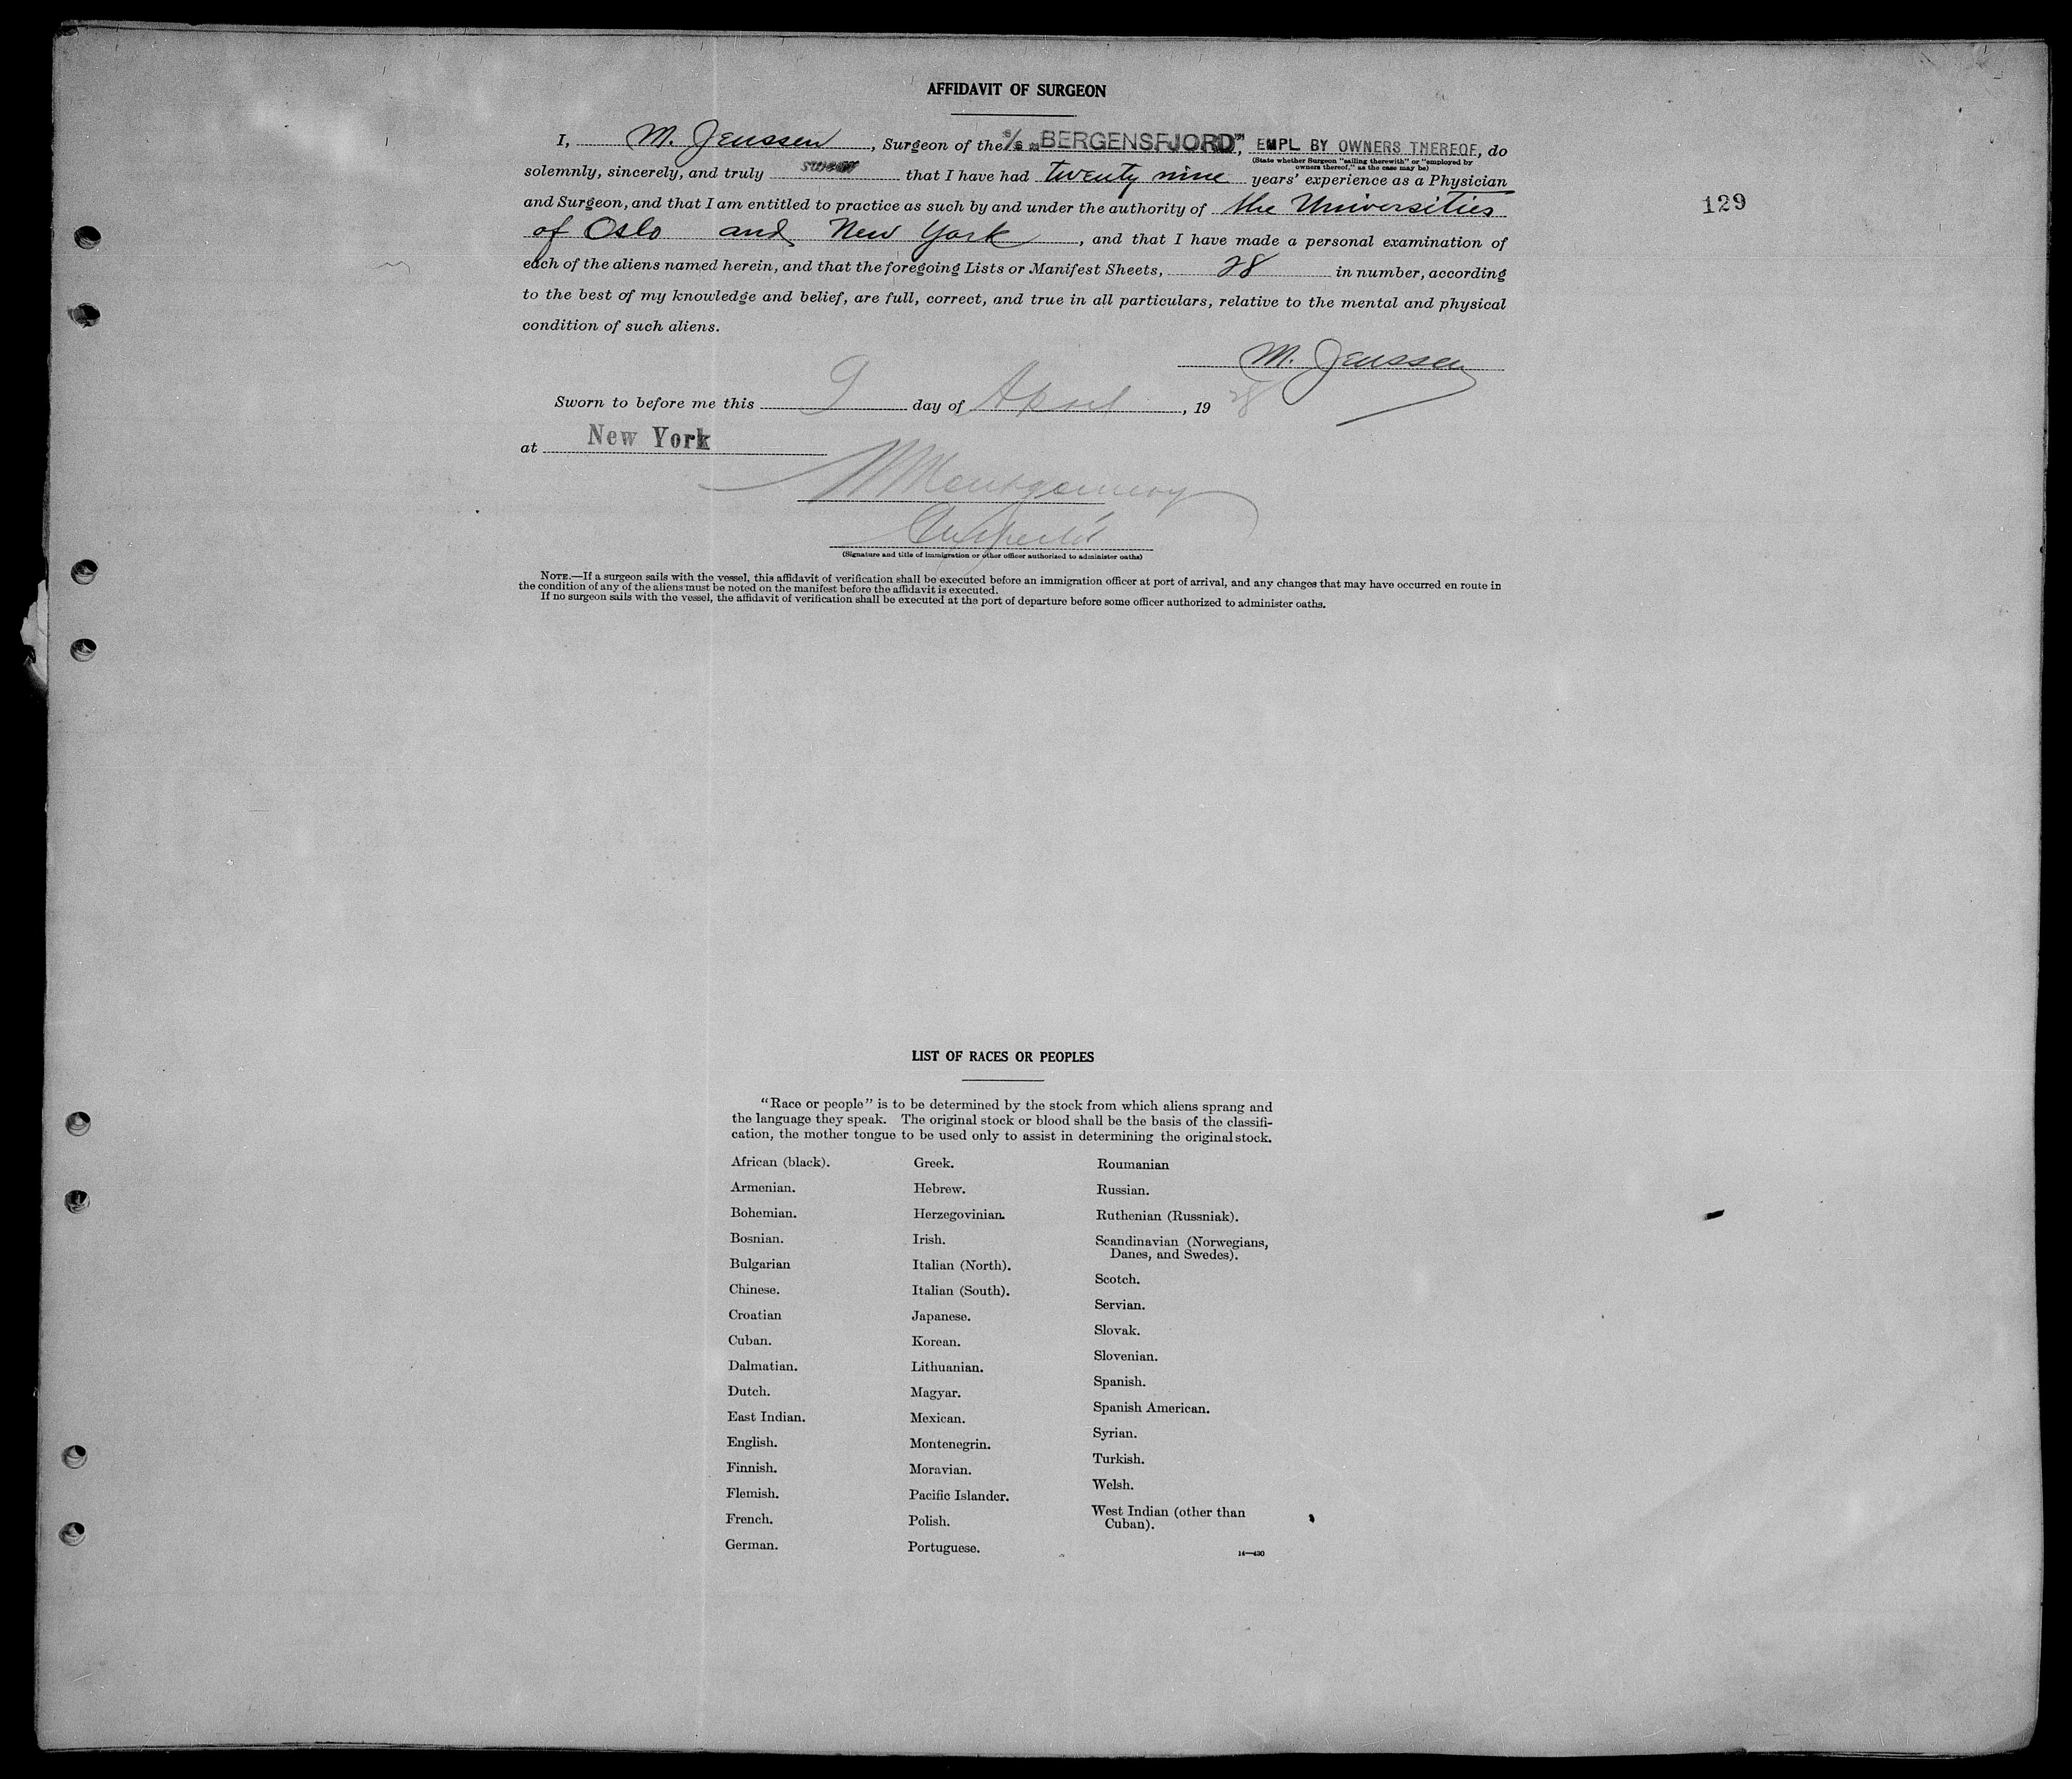 AFFIDAVIT OF SURGEON
I, M. Jenssen, Surgeon of the S/S "BERGENSFJORD", EMPL BY OWNERS THEREOF, do
(State whether Surgeon "sailing therewith" or "employed by
owners thereof," as the case may be)
solemnly, sincerely, and truly swear that I have had twenty nine years' experience as a Physician
and Surgeon, and that I am entitled to practice as such by and under the authority of the Universities
of Oslo and New York, and that I have made a personal examination of
each of the aliens named herein, and that the foregoing Lists or Manifest Sheets, 28 in number, according
to the best of my knowledge and belief, are full, correct, and true in all particulars, relative to the mental and physical
condition of such aliens.
129
M. Jenssen
Sworn to before me this 9 day of April, 1928
at New York
Montgomery
(Signature and title of immigration or other officer authorized to administer oaths)
NOTE.—If a surgeon sails with the vessel, this affidavit of verification shall be executed before an immigration officer at port of arrival, and any changes that may have occurred en route in
the condition of any of the aliens must be noted on the manifest before the affidavit is executed.
If no surgeon sails with the vessel, the affidavit of verification shall be executed at the port of departure before some officer authorized to administer oaths.
LIST OF RACES OR PEOPLES
"Race or people" is to be determined by the stock from which aliens sprang and
the language they speak. The original stock or blood shall be the basis of the classifi-
cation, the mother tongue to be used only to assist in determining the original stock.
African (black).
Armenian.
Bohemian.
Bosnian.
Bulgarian
Chinese.
Croatian
Cuban.
Dalmatian.
Dutch.
East Indian.
English.
Finnish.
Flemish.
French.
German.
Greek.
Hebrew.
Herzegovinian.
Irish.
Italian (North).
Italian (South).
Japanese.
Korean.
Lithuanian.
Magyar.
Mexican.
Montenegrin.
Moravian.
Pacific Islander.
Polish.
Portuguese.
Roumanian
Russian.
Ruthenian (Russniak).
Scandinavian (Norwegians,
Danes, and Swedes).
Scotch.
Servian.
Slovak.
Slovenian.
Spanish.
Spanish American.
Syrian.
Turkish.
Welsh.
West Indian (other than
Cuban).
14—430